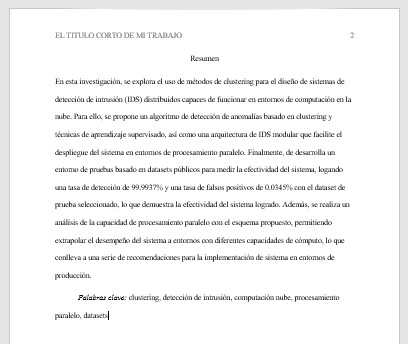 EL TITULO CORTO DE MI TRABAJO 2
Resumen
En esta investigación, se explora el uso de métodos de clustering para el diseño de sistemas de
detección de intrusión (IDS) distribuidos capaces de funcionar en entornos de computación en la
nube. Para ello, se propone un algoritmo de detección de anomalías basado en clustering y
técnicas de aprendizaje supervisado, así como una arquitectura de IDS modular que facilite el
despliegue del sistema en entornos de procesamiento paralelo. Finalmente, de desarrolla un
entorno de pruebas basado en datasets públicos para medir la efectividad del sistema, logando
una tasa de detección de 99.9937% y una tasa de falsos positivos de 0.0345% con el dataset de
prueba seleccionado, lo que demuestra la efectividad del sistema logrado. Además, se realiza un
análisis de la capacidad de procesamiento paralelo con el esquema propuesto, permitiendo
extrapolar el desempeño del sistema a entornos con diferentes capacidades de cómputo, lo que
conlleva a una serie de recomendaciones para la implementación de sistema en entornos de
producción.
Palabras clave: clustering, detección de intrusión, computación nube, procesamiento
paralelo, datasets